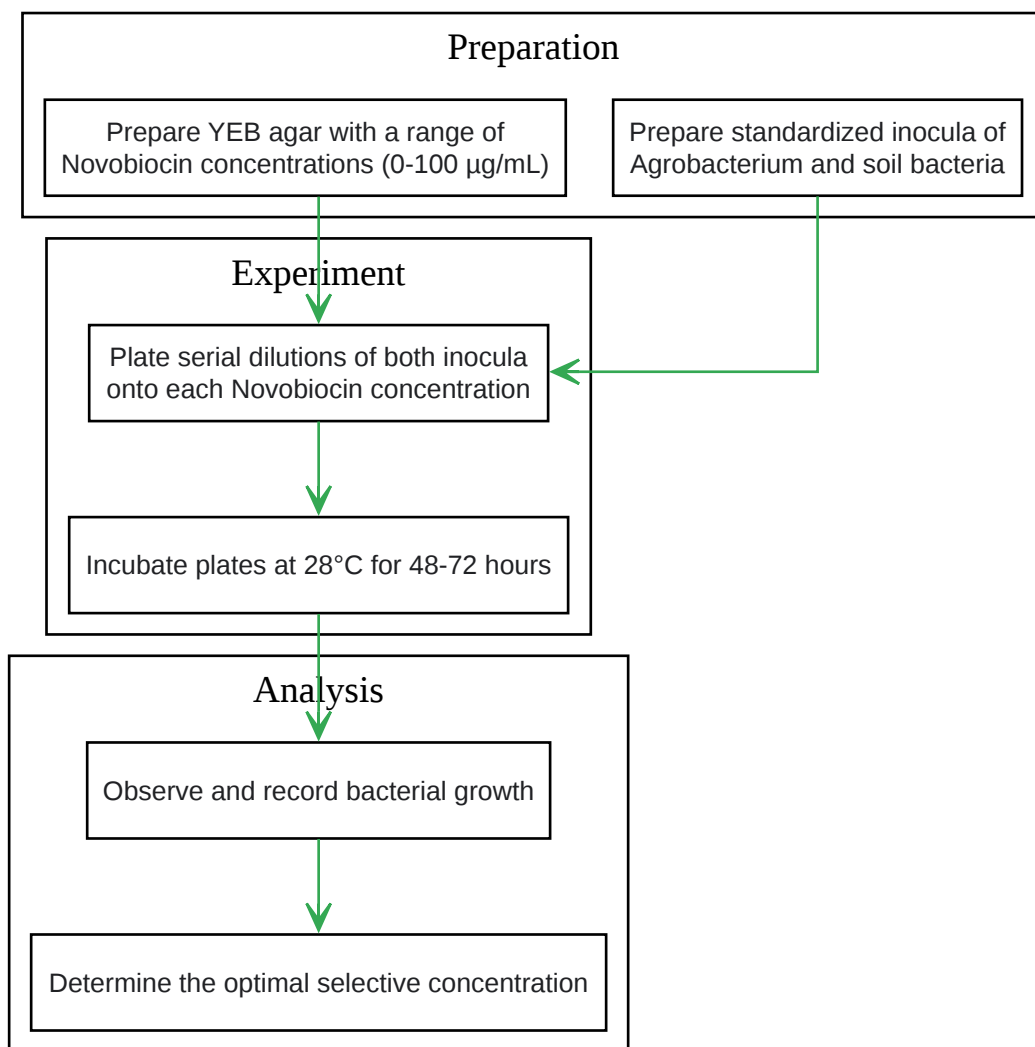 Preparation
Prepare YEB agar with a range of
Novobiocin concentrations (0-100 µg/mL)
Prepare standardized inocula of
Agrobacterium and soil bacteria
Experiment
Plate serial dilutions of both inocula
onto each Novobiocin concentration
Incubate plates at 28°C for 48-72 hours
Analysis
Observe and record bacterial growth
Determine the optimal selective concentration